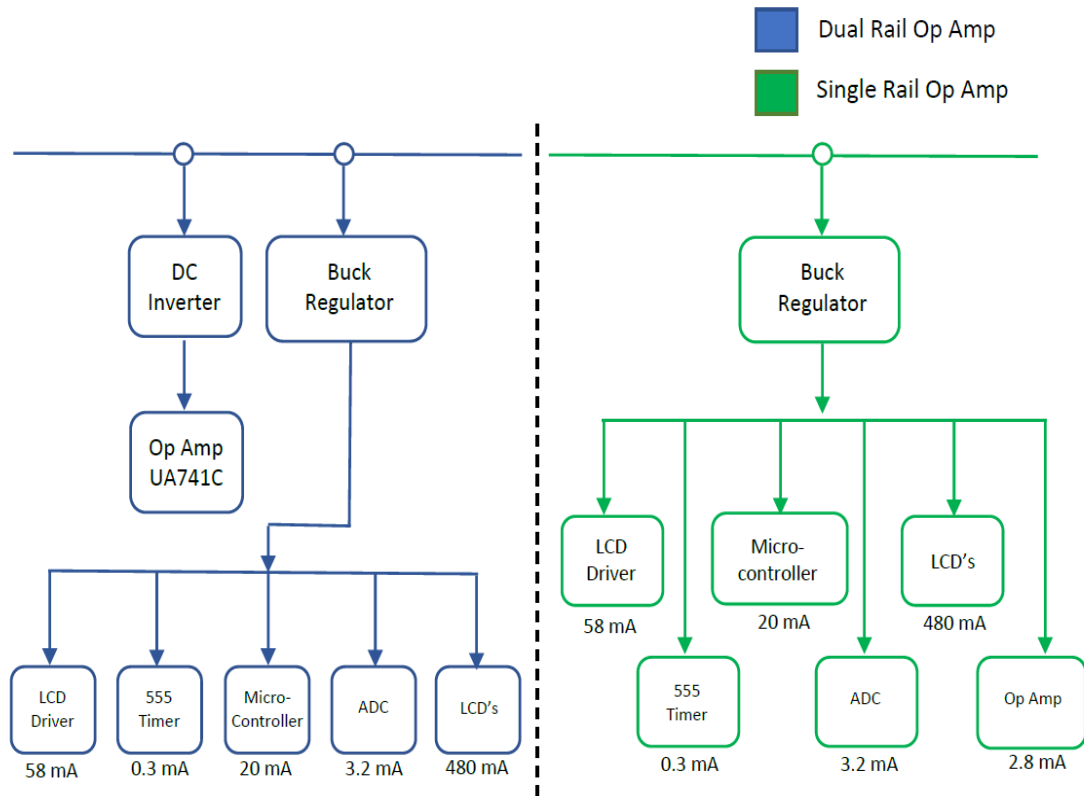 Dual Rail Op Amp
Single Rail Op Amp
DC
Inverter
Buck
Regulator
Op Amp
UA741C
LCD
Driver
58 mA
555
Timer
0.3 mA
Micro-
Controller
20 mA
ADC
3.2 mA
LCD's
480 mA
Buck
Regulator
LCD
Driver
58 mA
Micro-
controller
20 mA
LCD's
480 mA
555
Timer
0.3 mA
ADC
3.2 mA
Op Amp
2.8 mA